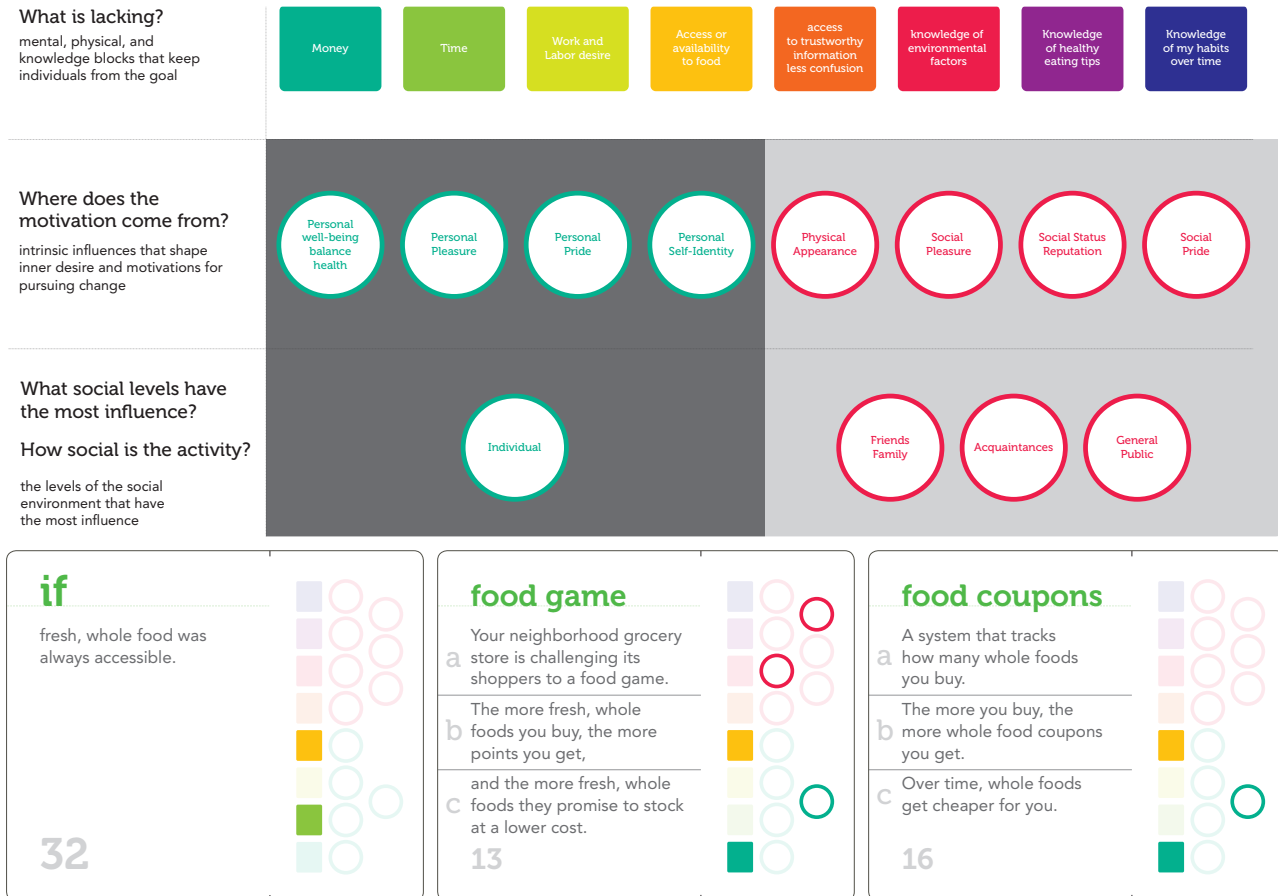 What is lacking?
mental, physical, and
knowledge blocks that keep
individuals from the goal
Money
Time
Work and
Labor desire
Access or
availability
to food
access
to trustworthy
information
less confusion
knowledge of
environmental
factors
Knowledge
of healthy
eating tips
Knowledge
of my habits
over time
Where does the
motivation come from?
intrinsic influences that shape
inner desire and motivations for
pursuing change
Personal
well-being
balance
health
Personal
Pleasure
Personal
Pride
Personal
Self-Identity
Physical
Appearance
Social
Pleasure
Social Status
Reputation
Social
Pride
What social levels have
the most influence?
How social is the activity?
the levels of the social
environment that have
the most influence
Individual
Friends
Family
Acquaintances
General
Public
if
fresh, whole food was
always accessible.
32
food game
a
Your neighborhood grocery
store is challenging its
shoppers to a food game.
b
The more fresh, whole
foods you buy, the more
points you get,
c
and the more fresh, whole
foods they promise to stock
at a lower cost.
13
food coupons
a
A system that tracks
how many whole foods
you buy.
b
The more you buy, the
more whole food coupons
you get.
c
Over time, whole foods
get cheaper for you.
16